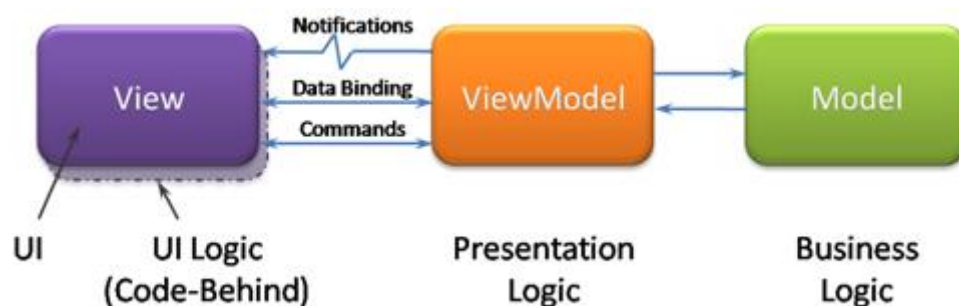 Notifications
View
Data Binding
ViewModel
Model
Commands
UI
UI Logic
(Code-Behind)
Presentation
Logic
Business
Logic